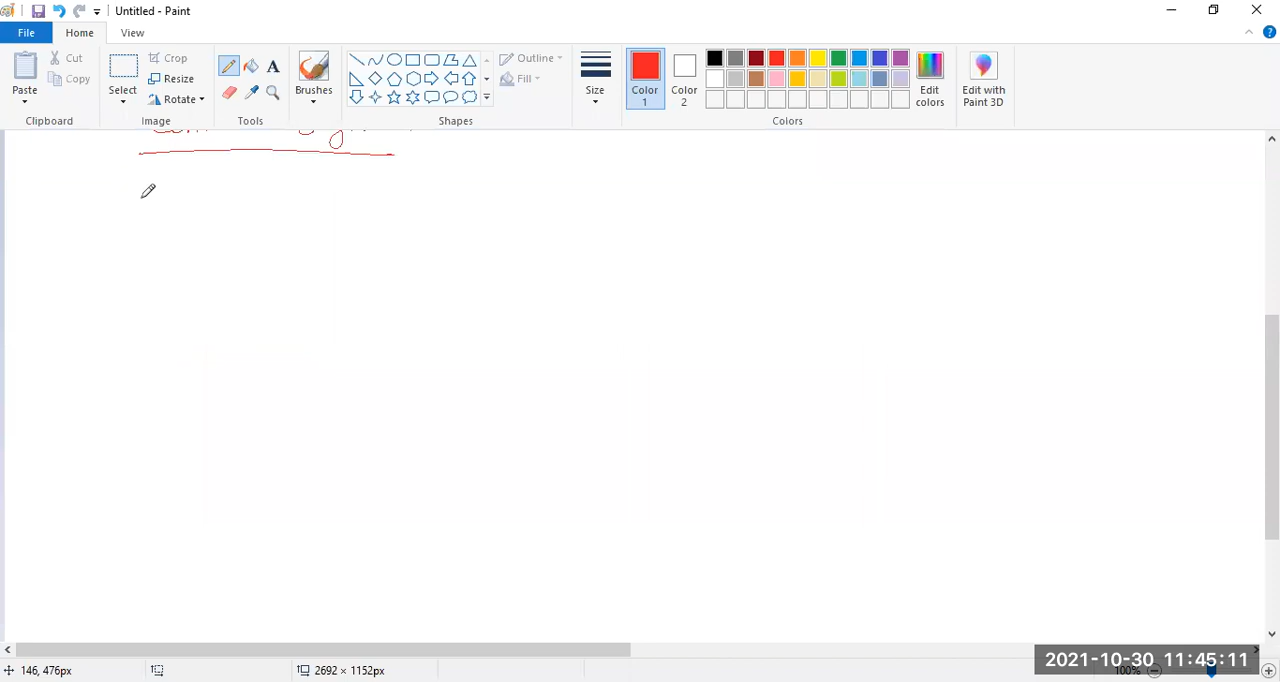 Untitled - Paint
File
Home
View
Paste
Cut
Copy
Clipboard
Select
Crop
Resize
Rotate
Image
A
Tools
Brushes
Outline
Fill
Shapes
Size
Color 1
Color 2
Edit colors
Colors
Edit with Paint 3D
146, 476px
2692 × 1152px
100%
2021-10-30 11:45:11